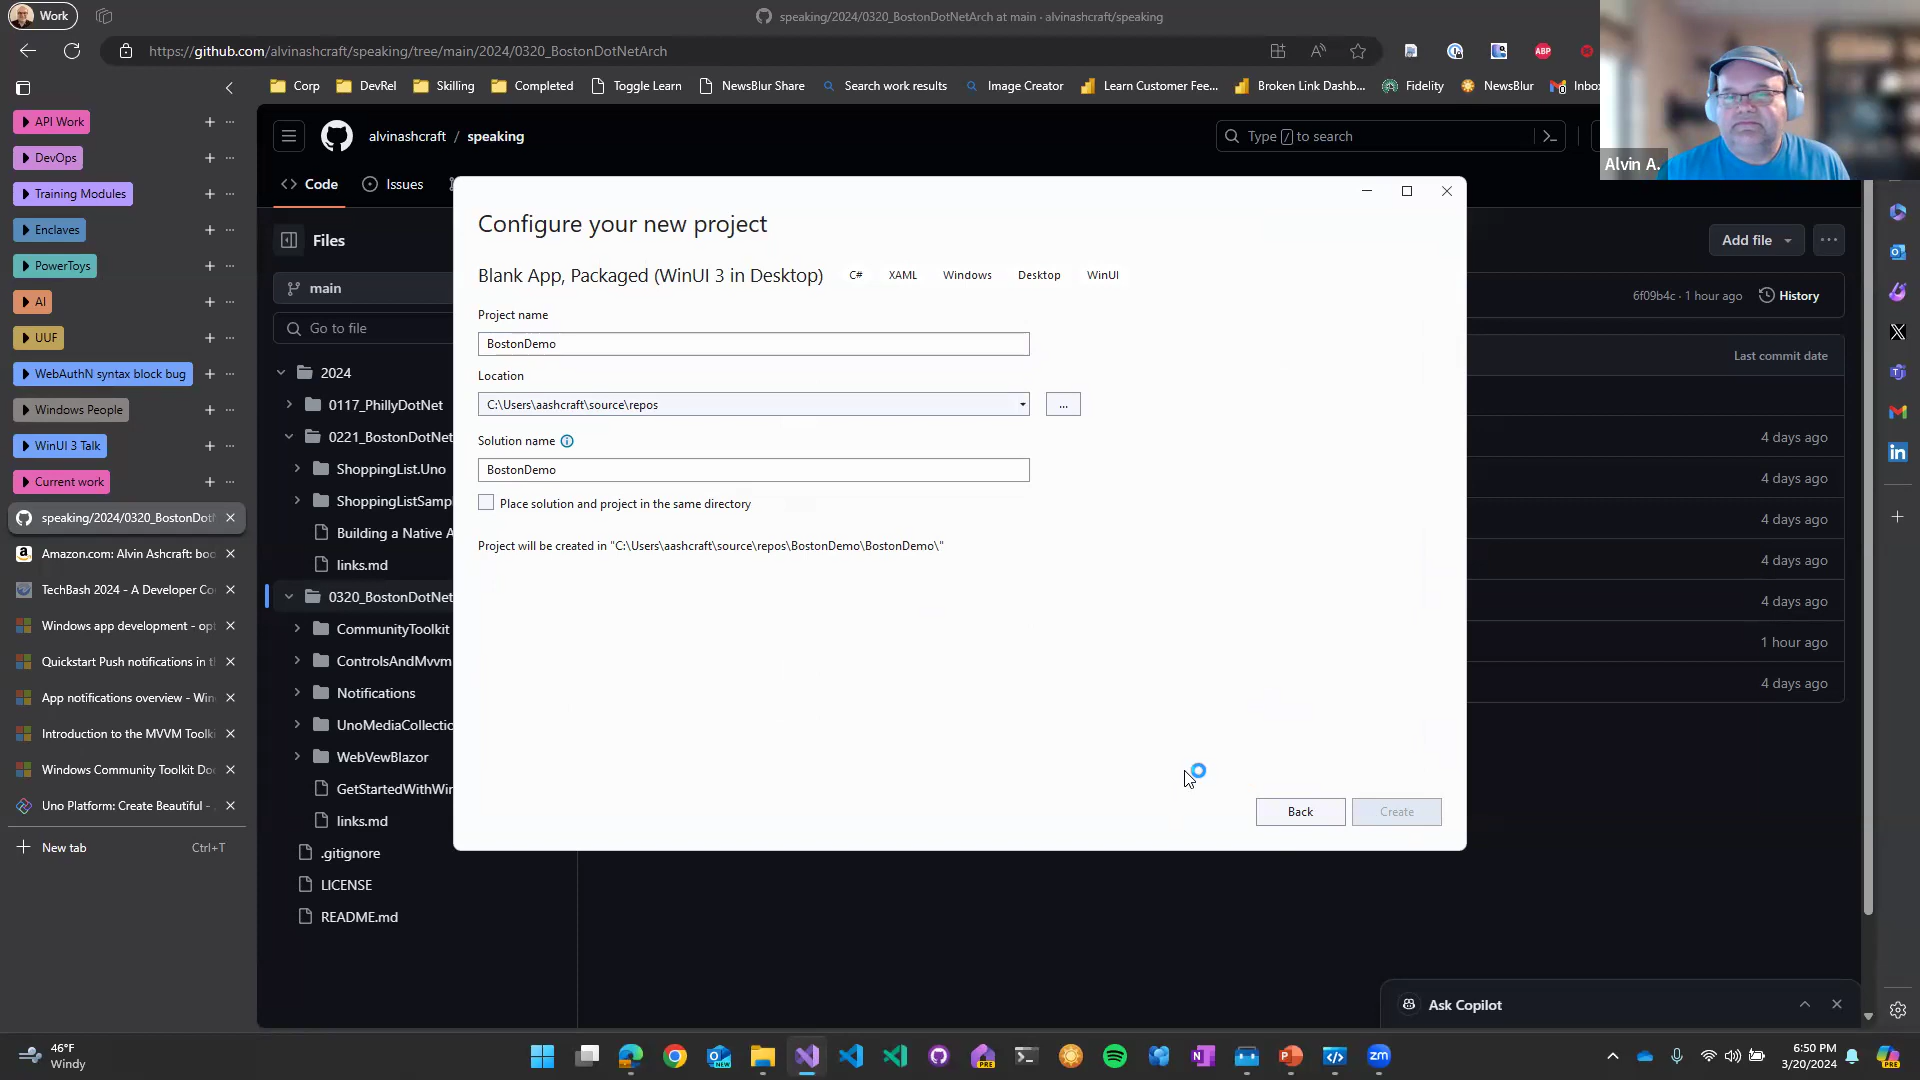 Work
speaking/2024/0320_BostonDotNetArch at main · alvinashcraft/speaking
https://github.com/alvinashcraft/speaking/tree/main/2024/0320_BostonDotNetArch
ABP
Corp
DevRel
Skilling
Completed
Toggle Learn
NewsBlur Share
Search work results
Image Creator
Learn Customer Fee...
Broken Link Dashb...
Fidelity
NewsBlur
Inbo
Alvin A.
API Work
DevOps
Training Modules
Enclaves
PowerToys
AI
UUF
WebAuthN syntax block bug
Windows People
WinUI 3 Talk
Current work
speaking/2024/0320_BostonDotN
Amazon.com: Alvin Ashcraft: boo
TechBash 2024 - A Developer Co
Windows app development - opt
Quickstart Push notifications in t
App notifications overview - Win
Introduction to the MVVM Toolk
Windows Community Toolkit Do
Uno Platform: Create Beautiful -
New tab
Ctrl+T
alvinashcraft / speaking
Type / to search
Code
Issues
Files
main
Go to file
2024
0117_PhillyDotNet
0221_BostonDotNet
ShoppingList.Uno
ShoppingListSampl
Building a Native A
links.md
0320_BostonDotNet
CommunityToolkit
ControlsAndMvvm
Notifications
UnoMediaCollectio
WebVewBlazor
GetStartedWithWin
links.md
.gitignore
LICENSE
README.md
Configure your new project
Blank App, Packaged (WinUI 3 in Desktop)
C#
XAML
Windows
Desktop
WinUI
Project name
BostonDemo
Location
C:\Users\aashcraft\source\repos
...
Solution name
BostonDemo
Place solution and project in the same directory
Project will be created in "C:\Users\aashcraft\source\repos\BostonDemo\BostonDemo\"
Back
Create
Add file
6f09b4c · 1 hour ago
History
Last commit date
4 days ago
4 days ago
4 days ago
4 days ago
4 days ago
1 hour ago
4 days ago
Ask Copilot
46°F
Windy
NEW
PRE
zm
6:50 PM
3/20/2024
PRE